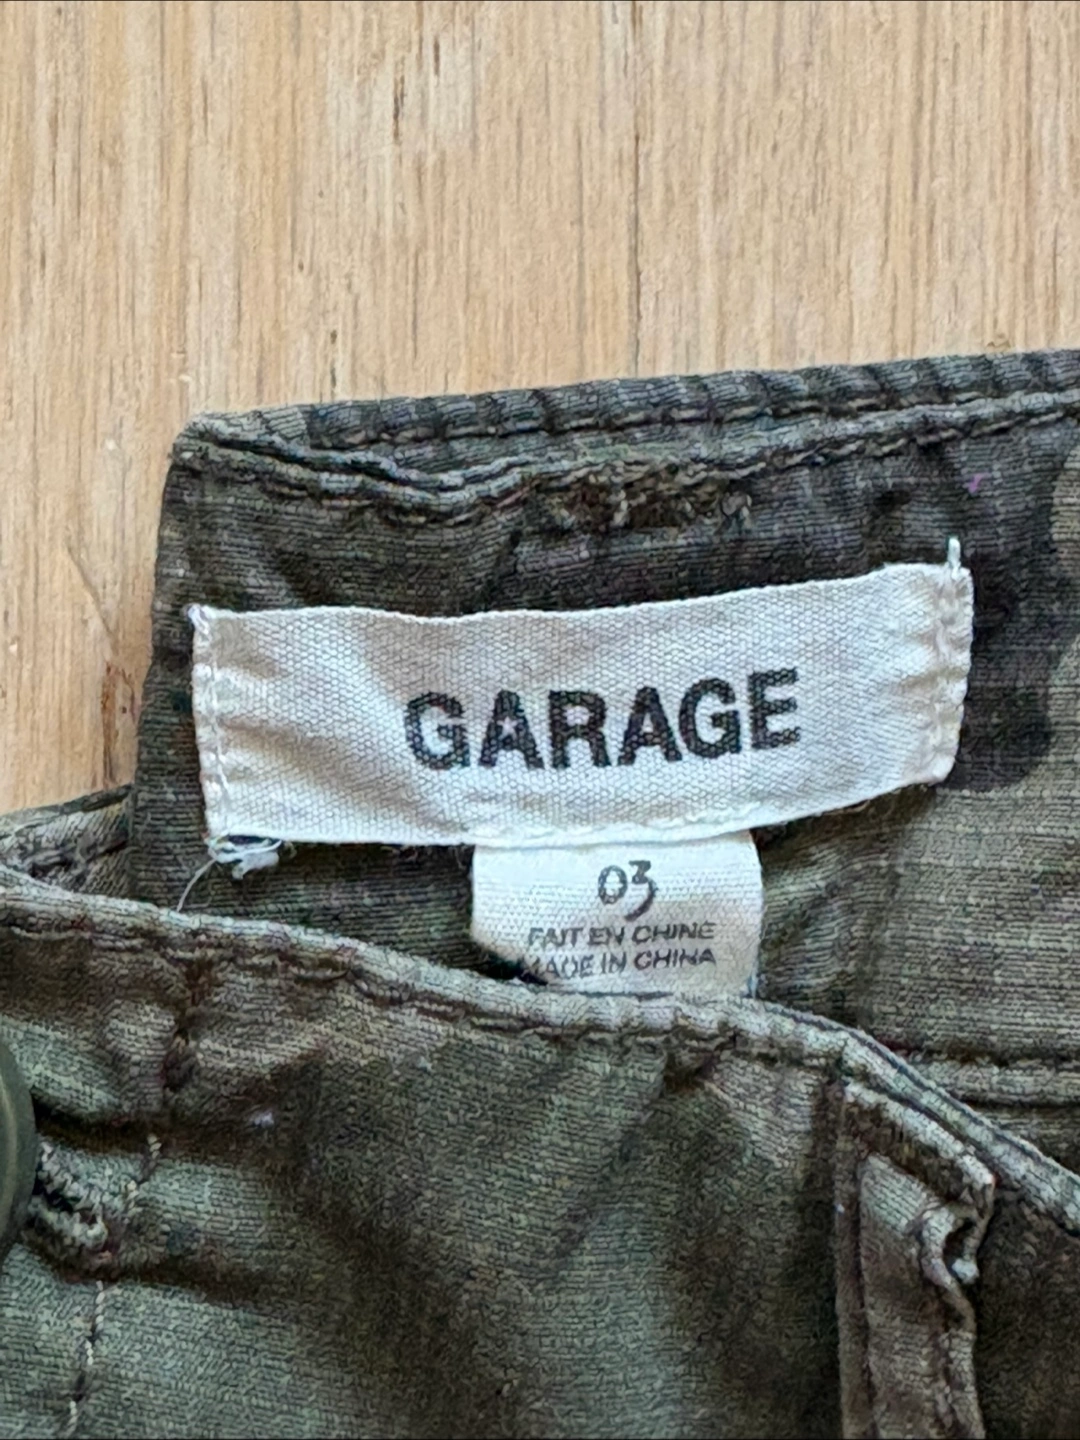 GARAGE
03
FAIT EN CHINE
MADE IN CHINA